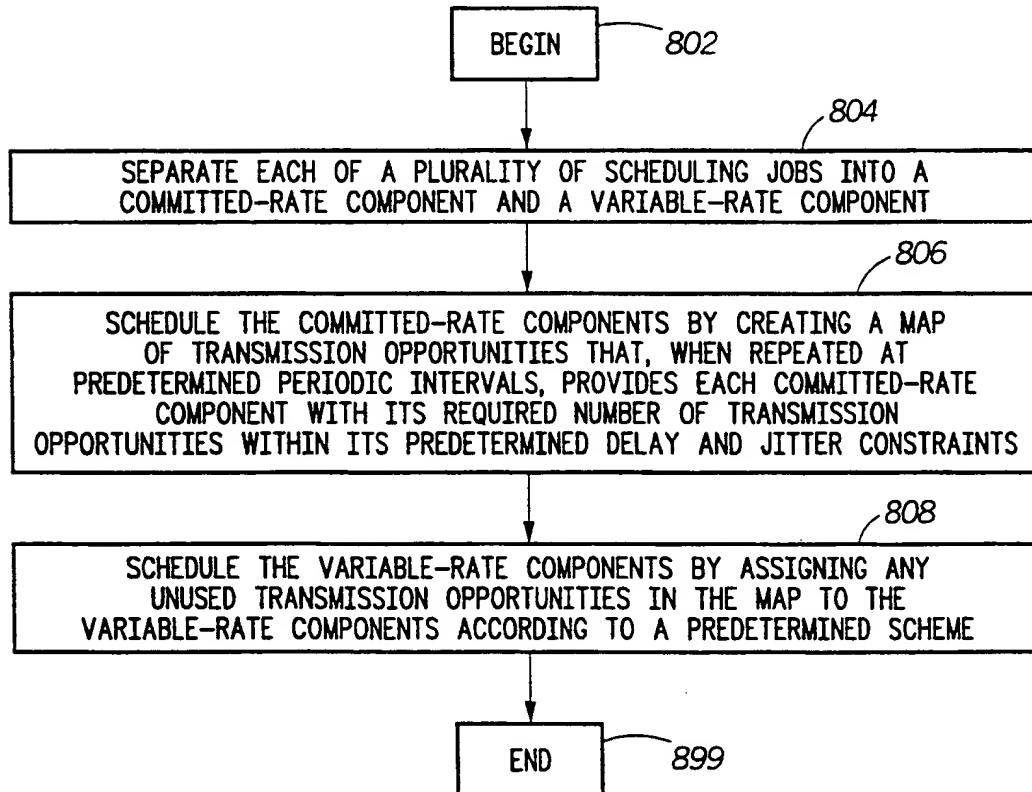 BEGIN
802
804
SEPARATE EACH OF A PLURALITY OF SCHEDULING JOBS INTO A
COMMITTED-RATE COMPONENT AND A VARIABLE-RATE COMPONENT
806
SCHEDULE THE COMMITTED-RATE COMPONENTS BY CREATING A MAP
OF TRANSMISSION OPPORTUNITIES THAT, WHEN REPEATED AT
PREDETERMINED PERIODIC INTERVALS, PROVIDES EACH COMMITTED-RATE
COMPONENT WITH ITS REQUIRED NUMBER OF TRANSMISSION
OPPORTUNITIES WITHIN ITS PREDETERMINED DELAY AND JITTER CONSTRAINTS
808
SCHEDULE THE VARIABLE-RATE COMPONENTS BY ASSIGNING ANY
UNUSED TRANSMISSION OPPORTUNITIES IN THE MAP TO THE
VARIABLE-RATE COMPONENTS ACCORDING TO A PREDETERMINED SCHEME
END
899